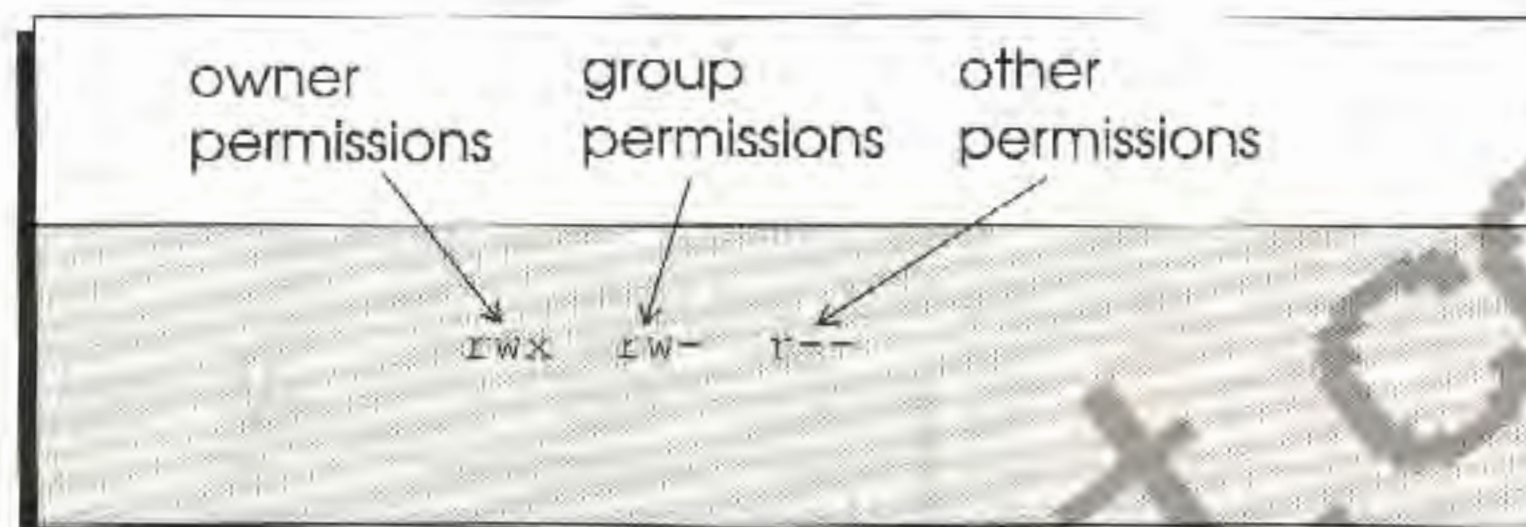 owner group other
permissions permissions permissions
rwx rw- r--